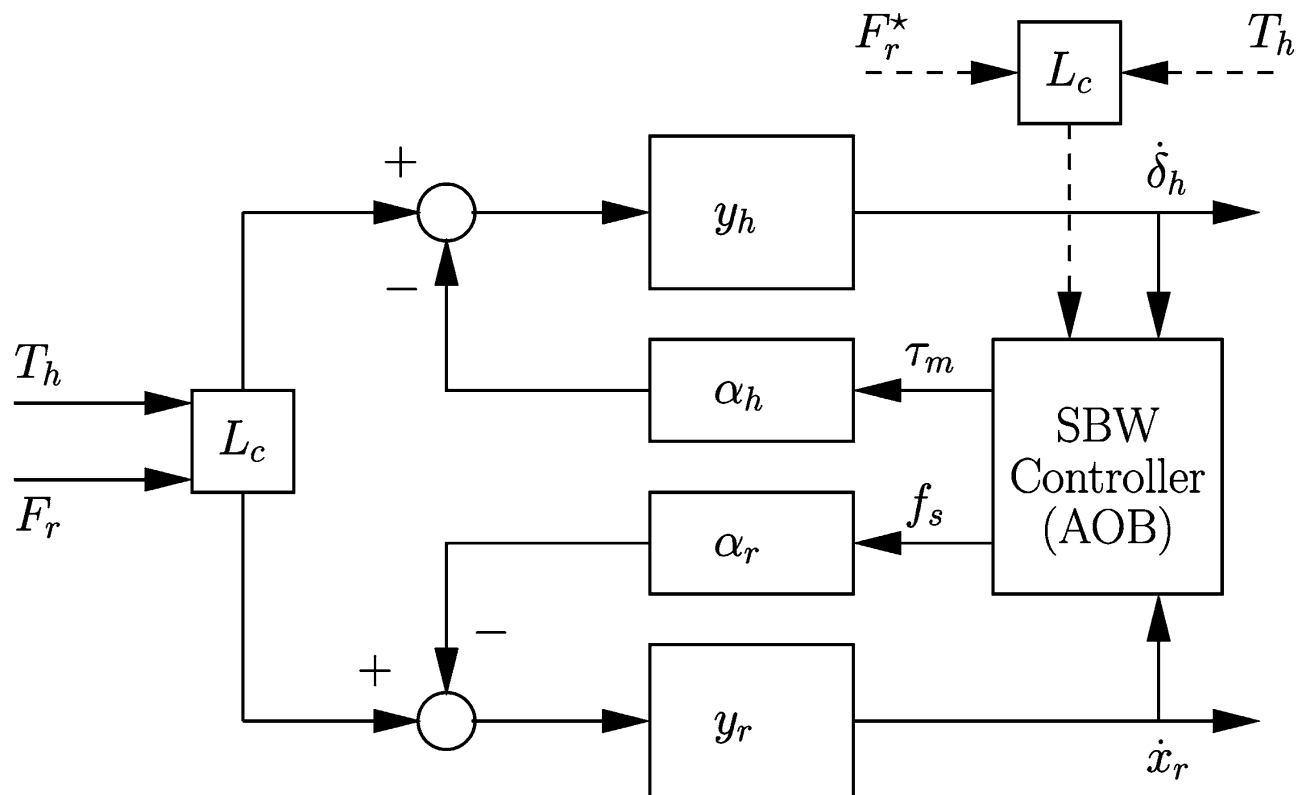 F_r^⋆
T_h
L_c
+
y_h
δ̇_h
−
T_h
L_c
F_r
α_h
τ_m
SBW
Controller
(AOB)
α_r
f_s
−
+
y_r
ẋ_r